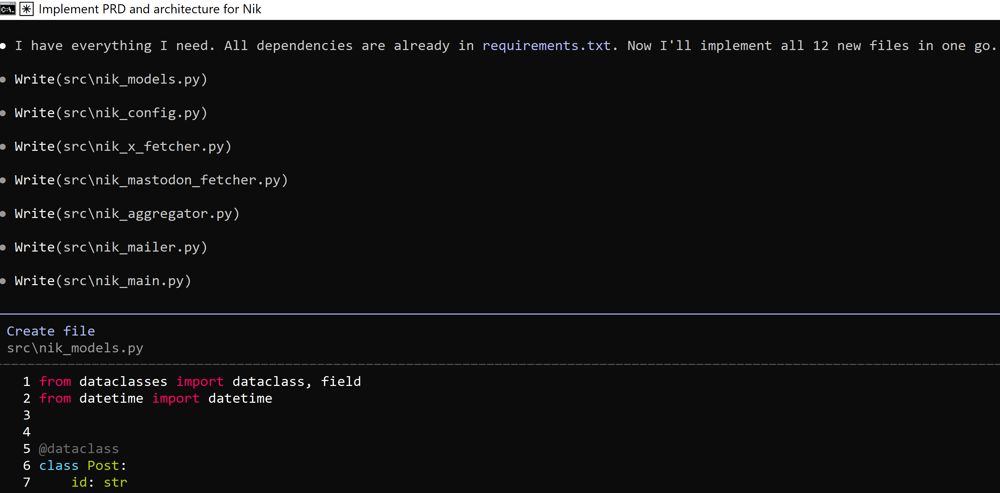 C:\. Implement PRD and architecture for Nik
● I have everything I need. All dependencies are already in requirements.txt. Now I'll implement all 12 new files in one go.
● Write(src\nik_models.py)
● Write(src\nik_config.py)
● Write(src\nik_x_fetcher.py)
● Write(src\nik_mastodon_fetcher.py)
● Write(src\nik_aggregator.py)
● Write(src\nik_mailer.py)
● Write(src\nik_main.py)
Create file
src\nik_models.py
1 from dataclasses import dataclass, field
2 from datetime import datetime
3
4
5 @dataclass
6 class Post:
7     id: str